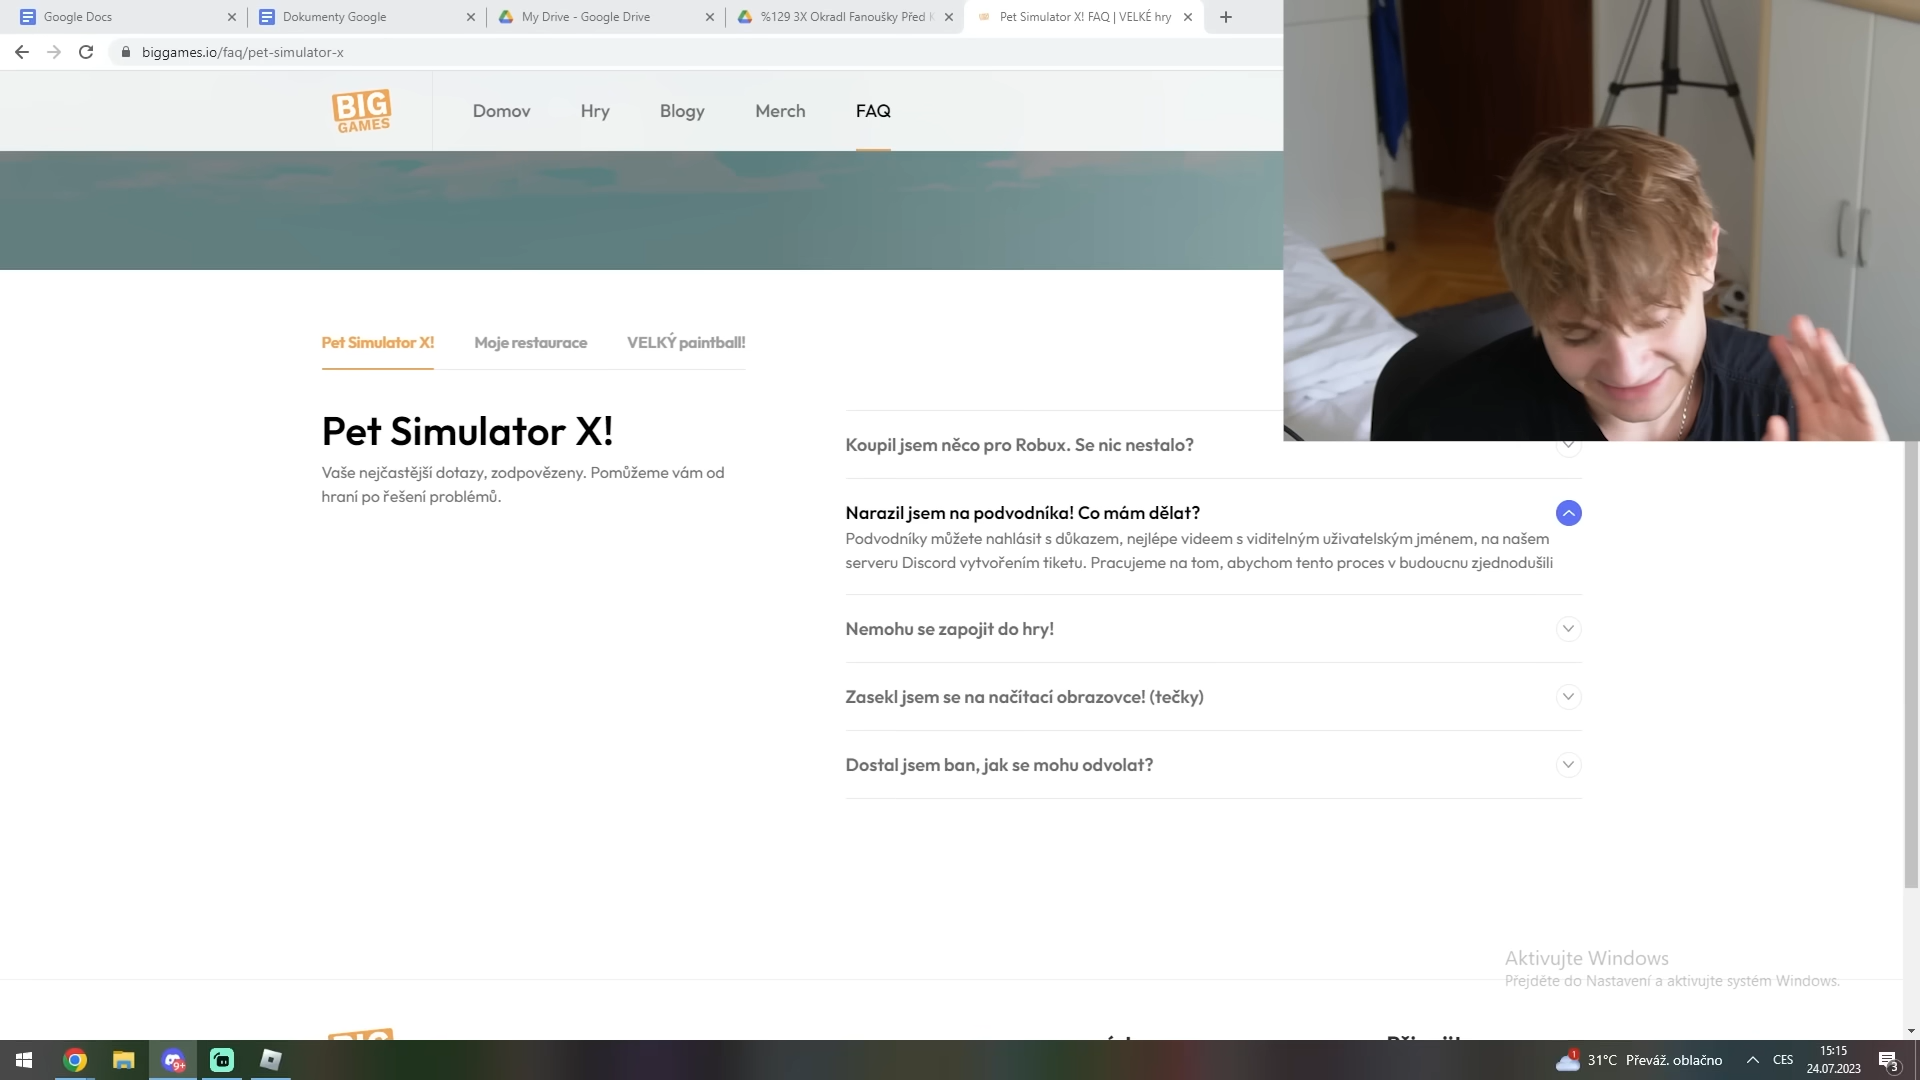 Google Docs
Dokumenty Google
My Drive - Google Drive
%129 3X Okradl Fanoušky Před
Pet Simulator X! FAQ | VELKÉ hry
biggames.io/faq/pet-simulator-x
BIG
GAMES
Domov
Hry
Blogy
Merch
FAQ
Pet Simulator X!
Moje restaurace
VELKÝ paintball!
Pet Simulator X!
Vaše nejčastější dotazy, zodpovězeny. Pomůžeme vám od
hraní po řešení problémů.
Koupil jsem něco pro Robux. Se nic nestalo?
Narazil jsem na podvodníka! Co mám dělat?
Podvodníky můžete nahlásit s důkazem, nejlépe videem s viditelným uživatelským jménem, na našem
serveru Discord vytvořením tiketu. Pracujeme na tom, abychom tento proces v budoucnu zjednodušili
Nemohu se zapojit do hry!
Zasekl jsem se na načítací obrazovce! (tečky)
Dostal jsem ban, jak se mohu odvolat?
Aktivujte Windows
Přejděte do Nastavení a aktivujte systém Windows.
9+
1
31°C Převáž. oblačno
CES
15:15
24.07.2023
3